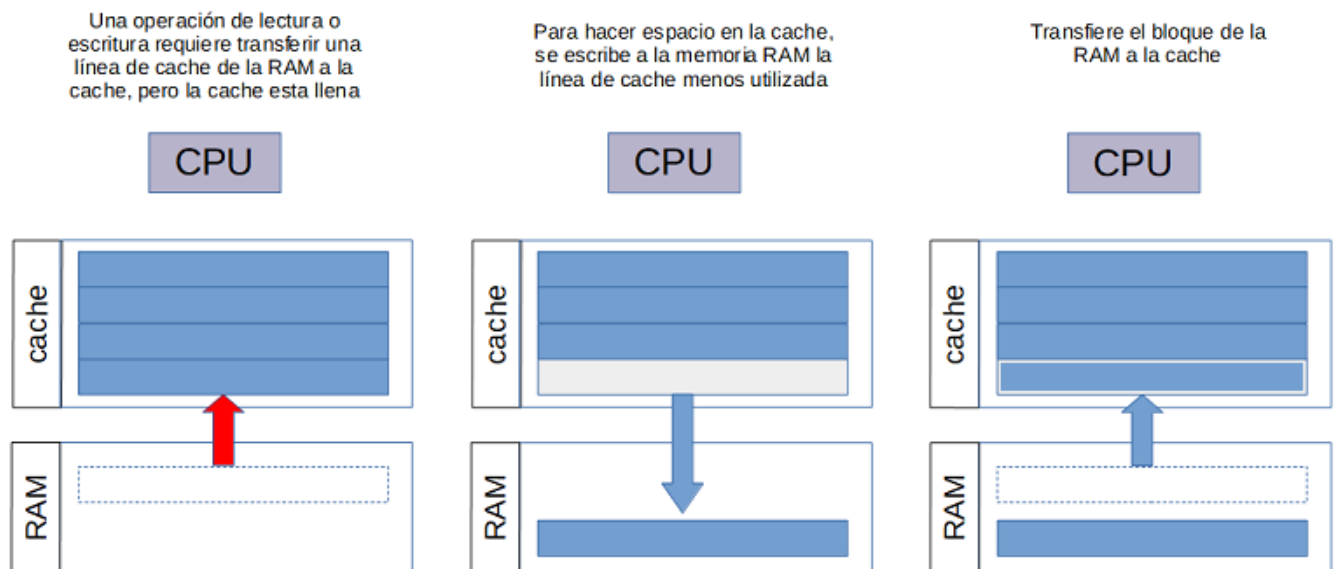 Una operación de lectura o
escritura requiere transferir una
línea de cache de la RAM a la
cache, pero la cache esta llena
CPU
cache
RAM
Para hacer espacio en la cache,
se escribe a la memoria RAM la
línea de cache menos utilizada
CPU
cache
RAM
Transfiere el bloque de la
RAM a la cache
CPU
cache
RAM